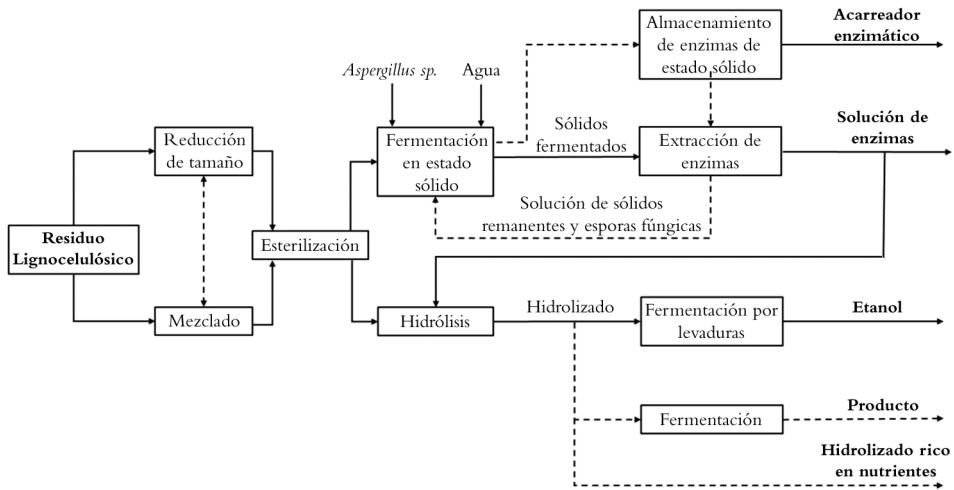 Almacenamiento
de enzimas de
estado sólido
Acarreador
enzimático
Aspergillus sp.
Agua
Reducción
de tamaño
Fermentación
en estado
sólido
Sólidos
fermentados
Extracción de
enzimas
Solución de
enzimas
Solución de sólidos
remanentes y esporas fúngicas
Residuo
Lignocelulósico
Esterilización
Mezclado
Hidrólisis
Hidrolizado
Fermentación por
levaduras
Etanol
Fermentación
Producto
Hidrolizado rico
en nutrientes